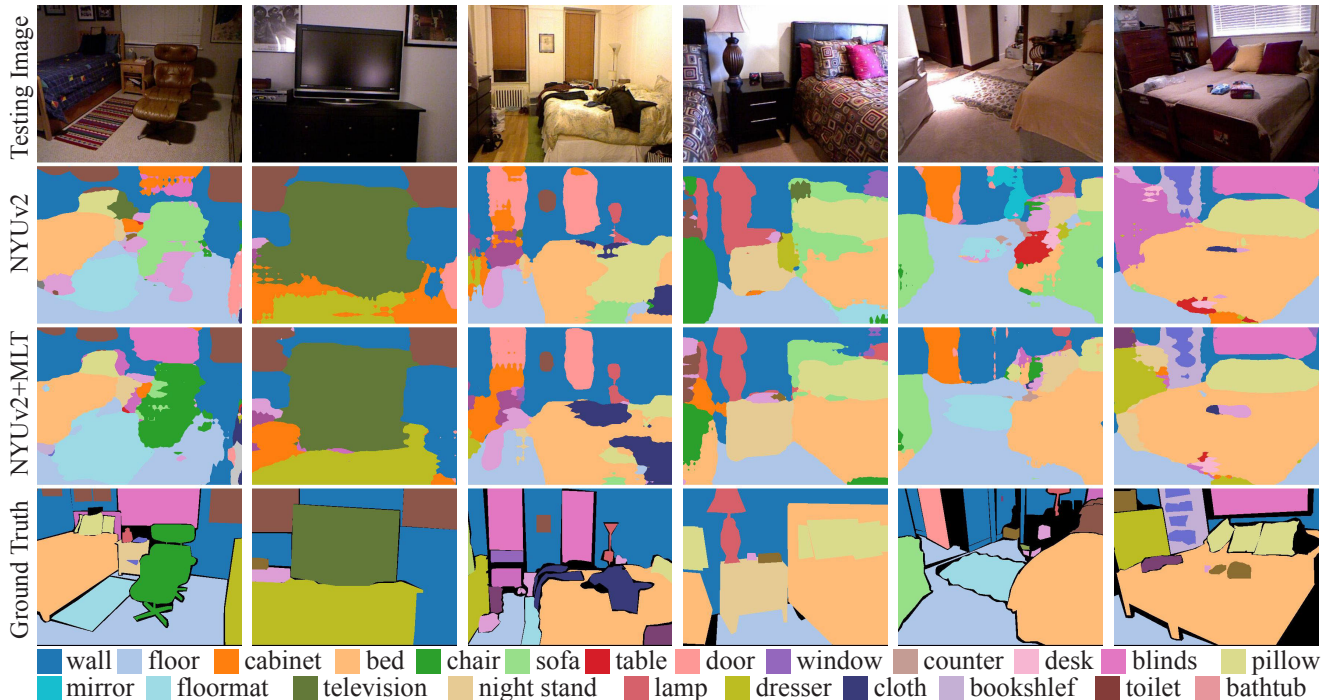 Testing Image
NYUv2
NYUv2+MLT
Ground Truth
wall floor cabinet bed chair sofa table door window counter desk blinds pillow
mirror floormat television night stand lamp dresser cloth bookshlef toilet bathtub